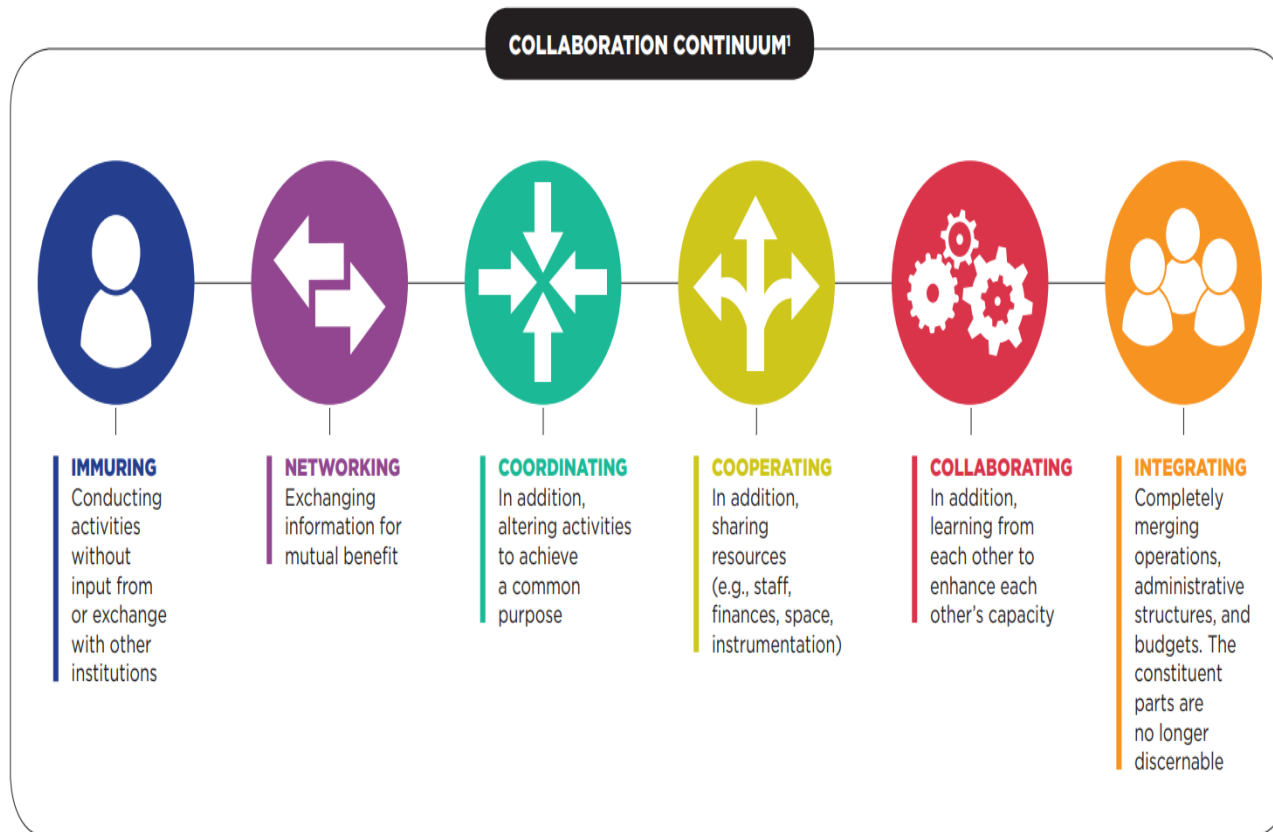 COLLABORATION CONTINUUM¹
IMMURING
Conducting
activities
without
input from
or exchange
with other
institutions
NETWORKING
Exchanging
information for
mutual benefit
COORDINATING
In addition,
altering activities
to achieve
a common
purpose
COOPERATING
In addition,
sharing
resources
(e.g., staff,
finances, space,
instrumentation)
COLLABORATING
In addition,
learning from
each other to
enhance each
other’s capacity
INTEGRATING
Completely
merging
operations,
administrative
structures, and
budgets. The
constituent
parts are
no longer
discernable